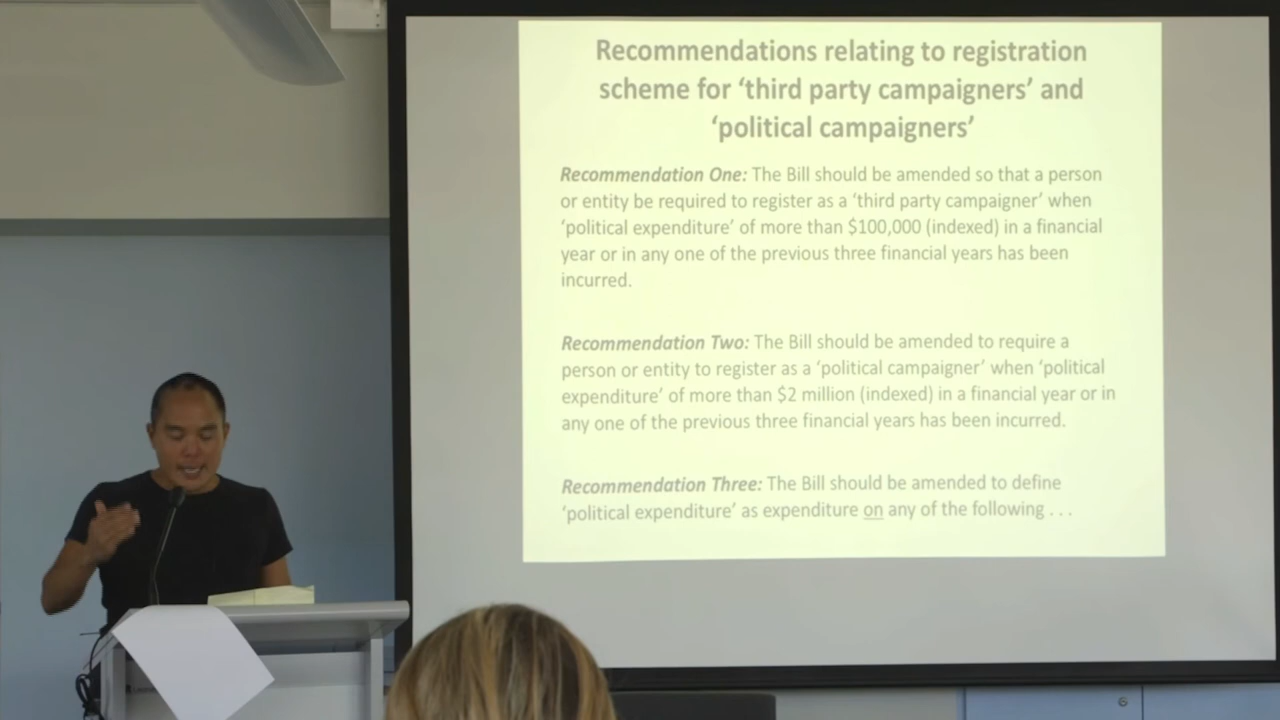 Recommendations relating to registration
scheme for ‘third party campaigners’ and
‘political campaigners’
Recommendation One: The Bill should be amended so that a person
or entity be required to register as a ‘third party campaigner’ when
‘political expenditure’ of more than $100,000 (indexed) in a financial
year or in any one of the previous three financial years has been
incurred.
Recommendation Two: The Bill should be amended to require a
person or entity to register as a ‘political campaigner’ when ‘political
expenditure’ of more than $2 million (indexed) in a financial year or in
any one of the previous three financial years has been incurred.
Recommendation Three: The Bill should be amended to define
‘political expenditure’ as expenditure on any of the following . . .